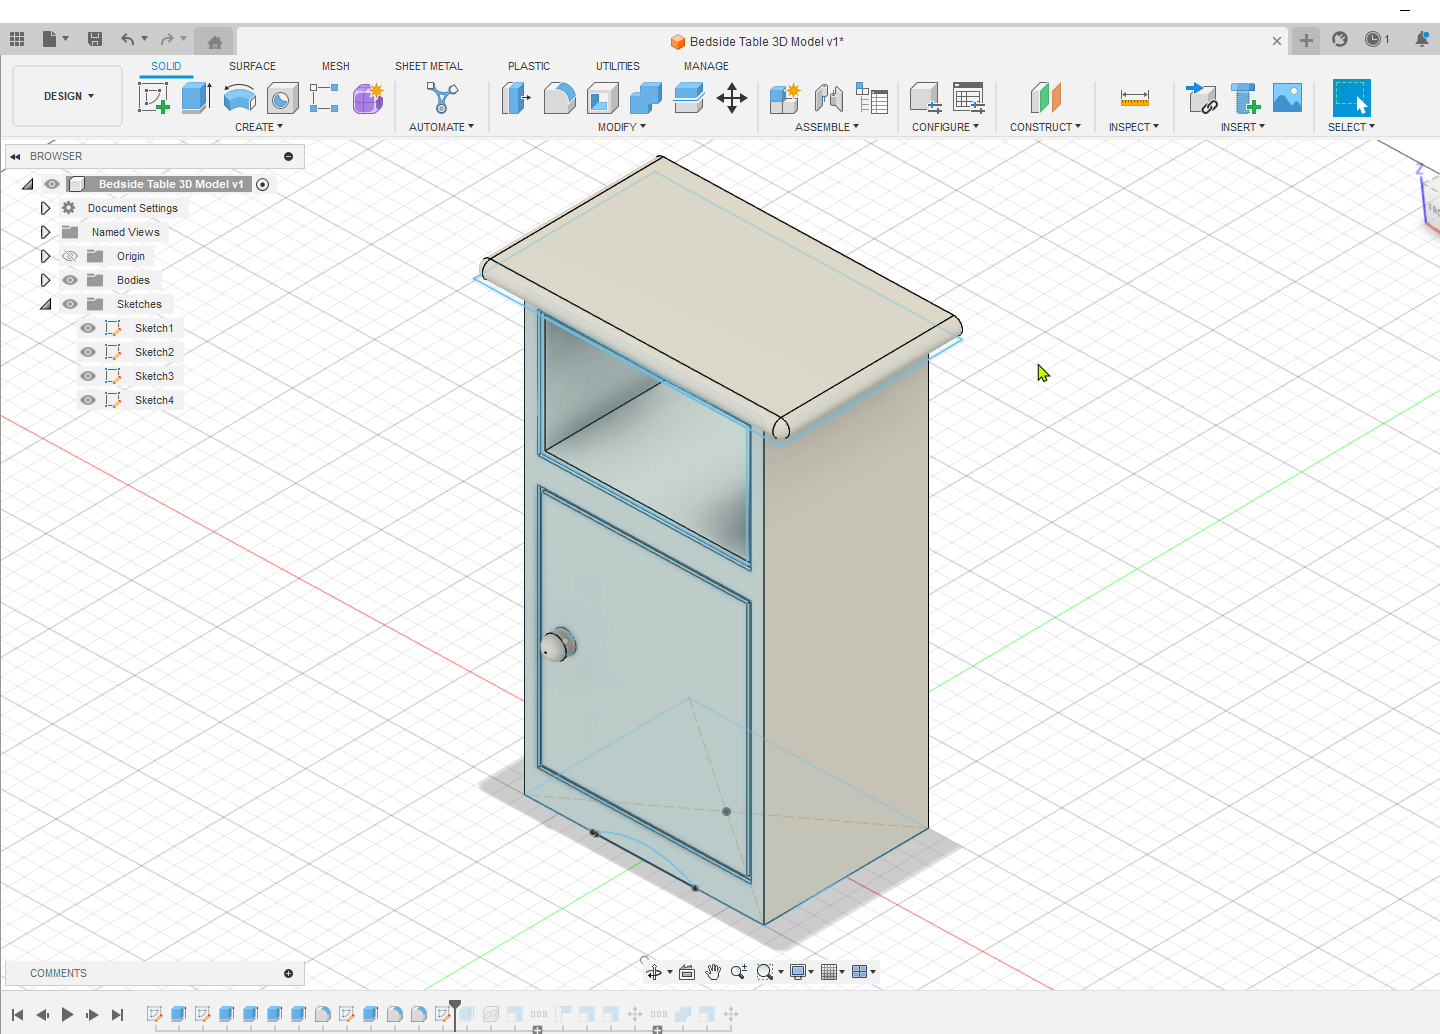 Bedside Table 3D Model v1*
1
SOLID SURFACE MESH SHEET METAL PLASTIC UTILITIES MANAGE
DESIGN
CREATE AUTOMATE MODIFY ASSEMBLE CONFIGURE CONSTRUCT INSPECT INSERT SELECT
BROWSER
Bedside Table 3D Model v1
Document Settings
Named Views
Origin
Bodies
Sketches
Sketch1
Sketch2
Sketch3
Sketch4
Z
COMMENTS